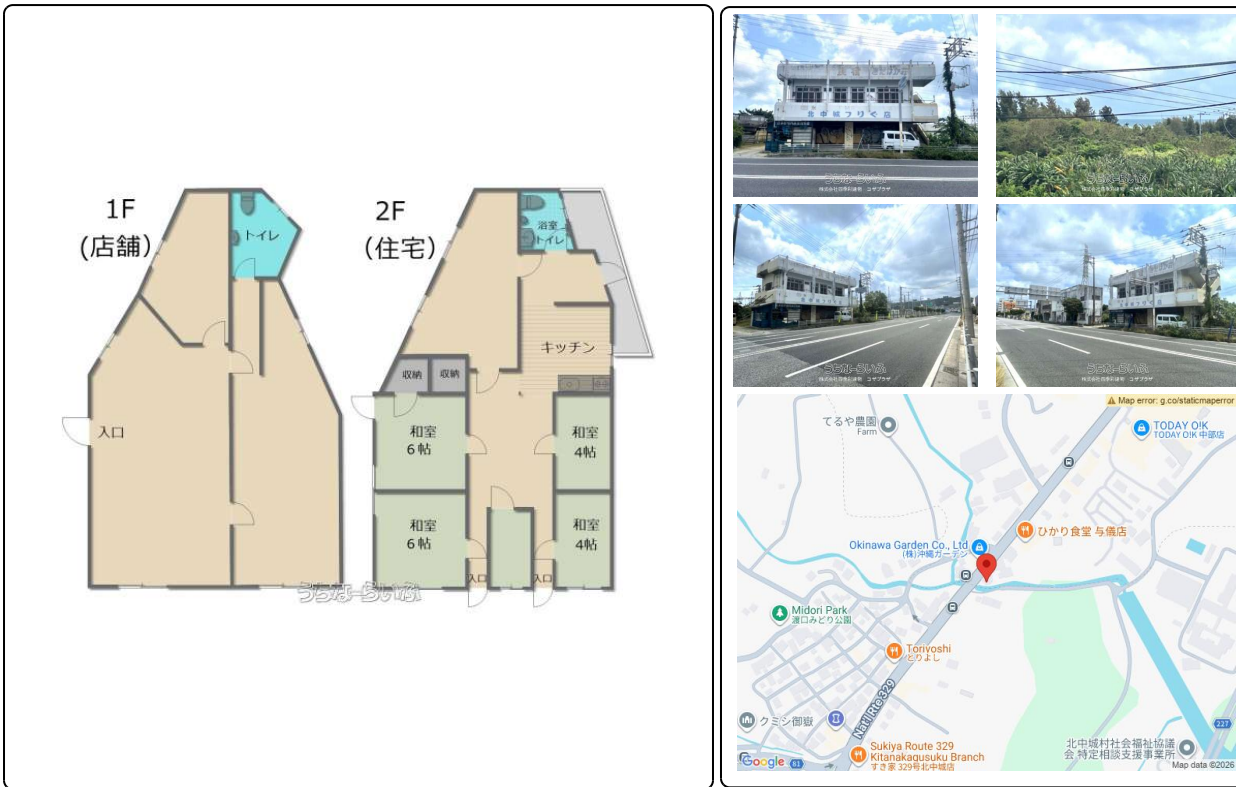 1F
(店舗)
トイレ
入口
2F
(住宅)
浴室
トイレ
キッチン
収納
収納
和室
6帖
和室
4帖
和室
6帖
和室
4帖
入口
入口
うちなーらいふ
北中城つりぐ店
うちなーらいふ
うちなーらいふ
うちなーらいふ
うちなーらいふ
Map error: g.co/staticmaperror
てるや農園
Farm
TODAY O!K
TODAY O!K 中部店
ひかり食堂 与儀店
Okinawa Garden Co., Ltd
(株)沖縄ガーデン
Midori Park
渡口みどり公園
Toriyoshi
とりよし
Nat'l Rte 329
クミシ御嶽
227
Sukiya Route 329
Kitanakagusuku Branch
すき家 329号北中城店
北中城村社会福祉協議
会 特定相談支援事業所
Google
81
Map data ©2026